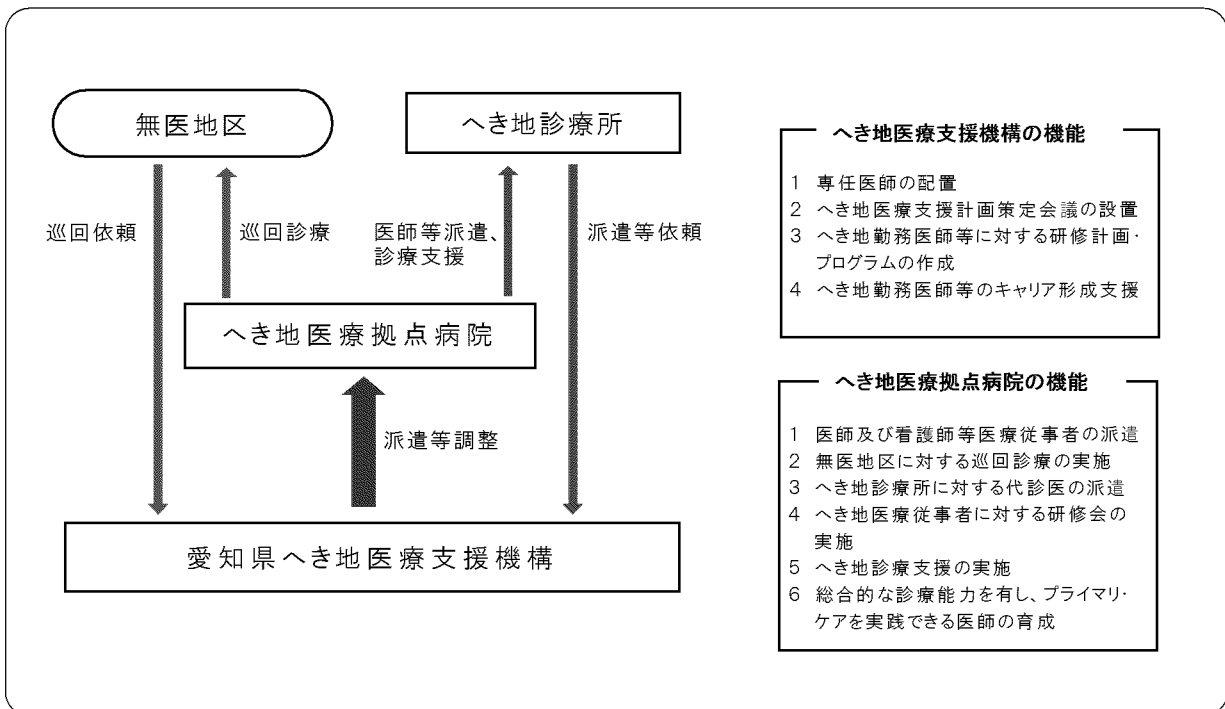 無医地区
へき地診療所
巡回依頼
巡回診療
医師等派遣、
診療支援
派遣等依頼
へき地医療拠点病院
派遣等調整
愛知県へき地医療支援機構
へき地医療支援機構の機能
1 専任医師の配置
2 へき地医療支援計画策定会議の設置
3 へき地勤務医師等に対する研修計画・
プログラムの作成
4 へき地勤務医師等のキャリア形成支援
へき地医療拠点病院の機能
1 医師及び看護師等医療従事者の派遣
2 無医地区に対する巡回診療の実施
3 へき地診療所に対する代診医の派遣
4 へき地医療従事者に対する研修会の
実施
5 へき地診療支援の実施
6 総合的な診療能力を有し、プライマリ・
ケアを実践できる医師の育成